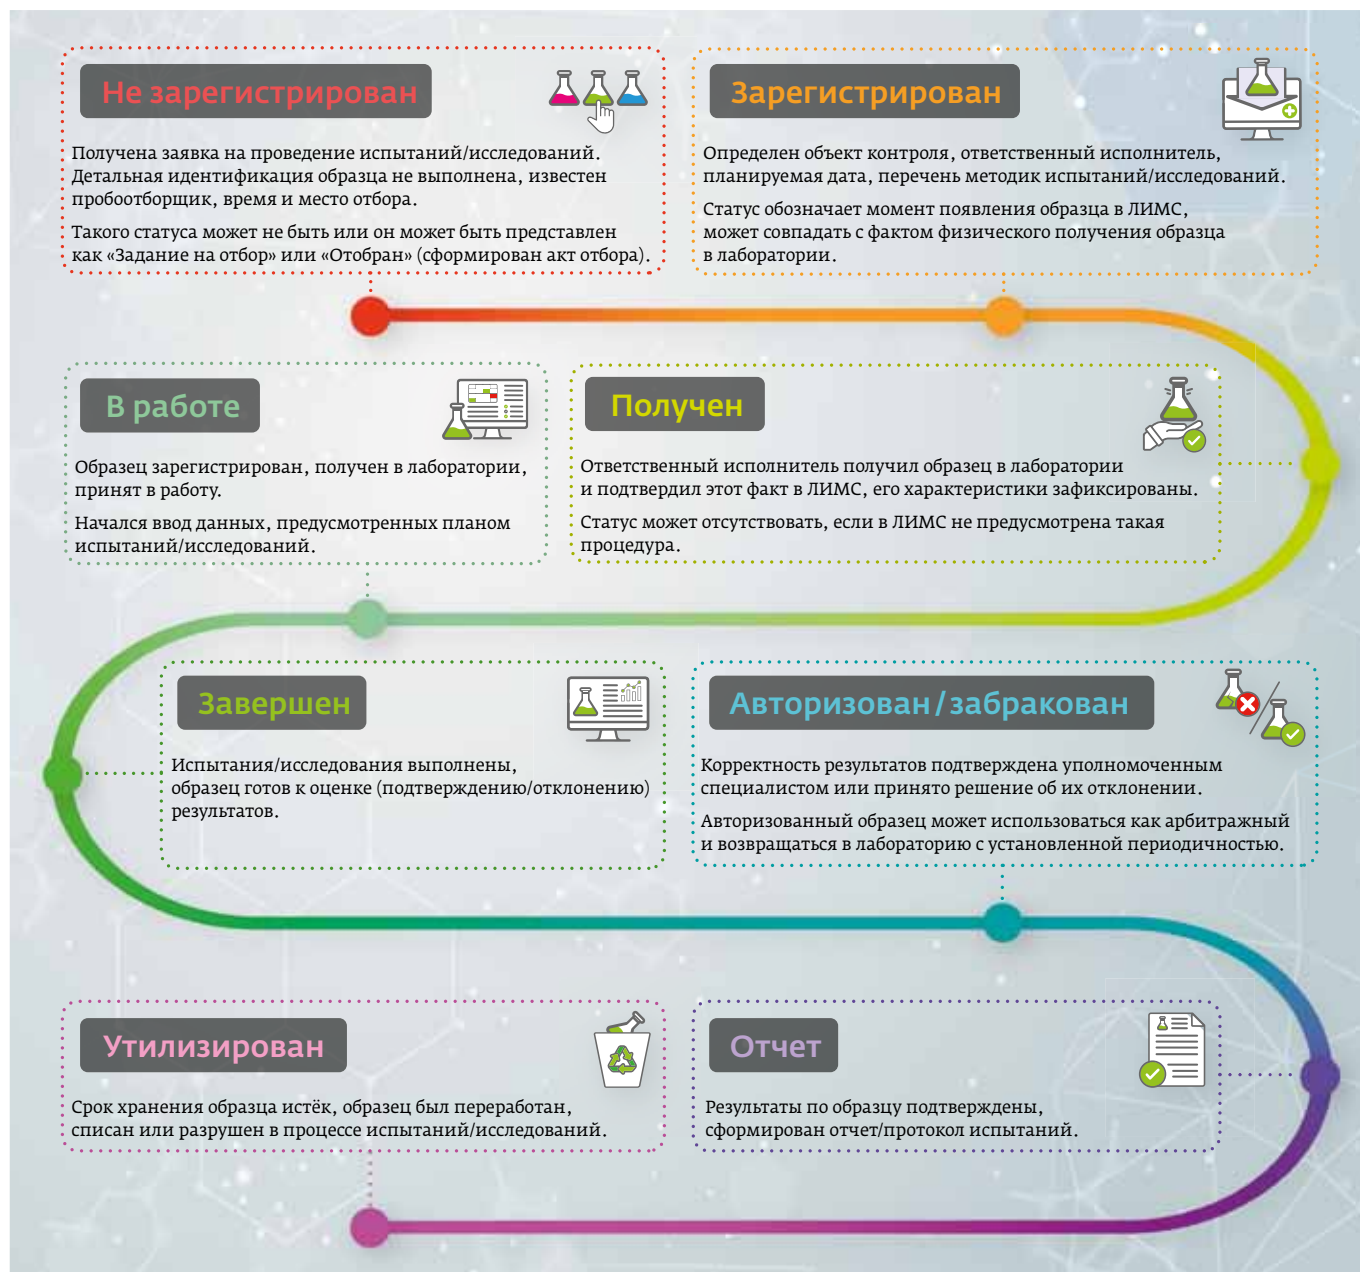 Не зарегистрирован
Получена заявка на проведение испытаний/исследований.
Детальная идентификация образца не выполнена, известен
пробоотборщик, время и место отбора.
Такого статуса может не быть или он может быть представлен
как «Задание на отбор» или «Отобран» (сформирован акт отбора).
Зарегистрирован
Определен объект контроля, ответственный исполнитель,
планируемая дата, перечень методик испытаний/исследований.
Статус обозначает момент появления образца в ЛИМС,
может совпадать с фактом физического получения образца
в лаборатории.
Получен
Ответственный исполнитель получил образец в лаборатории
и подтвердил этот факт в ЛИМС, его характеристики зафиксированы.
Статус может отсутствовать, если в ЛИМС не предусмотрена такая
процедура.
В работе
Образец зарегистрирован, получен в лаборатории,
принят в работу.
Начался ввод данных, предусмотренных планом
испытаний/исследований.
Завершен
Испытания/исследования выполнены,
образец готов к оценке (подтверждению/отклонению)
результатов.
Авторизован/забракован
Корректность результатов подтверждена уполномоченным
специалистом или принято решение об их отклонении.
Авторизованный образец может использоваться как арбитражный
и возвращаться в лабораторию с установленной периодичностью.
Отчет
Результаты по образцу подтверждены,
сформирован отчет/протокол испытаний.
Утилизирован
Срок хранения образца истёк, образец был переработан,
списан или разрушен в процессе испытаний/исследований.